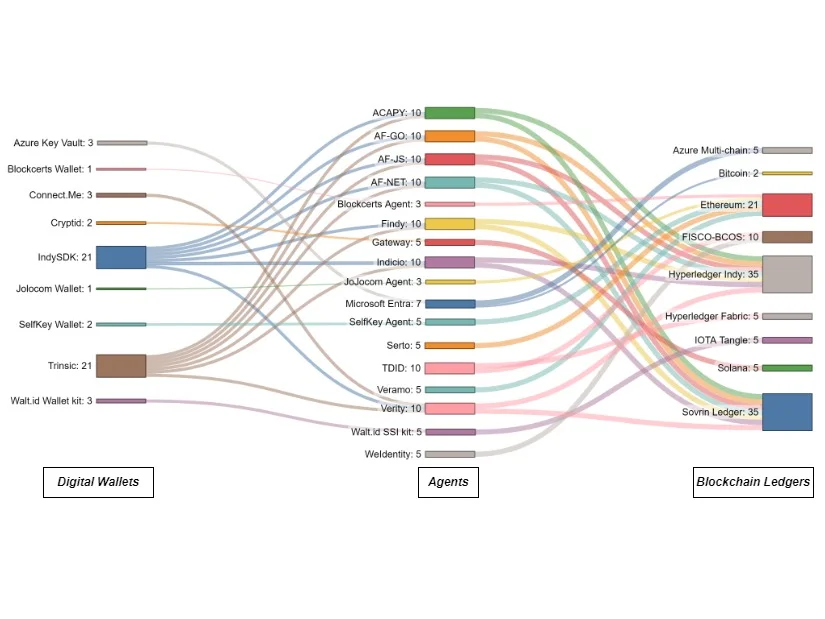 Azure Key Vault: 3
Blockcerts Wallet: 1
Connect.Me: 3
Cryptid: 2
IndySDK: 21
Jolocom Wallet: 1
SelfKey Wallet: 2
Trinsic: 21
Walt.id Wallet kit: 3
Digital Wallets
ACAPY: 10
AF-GO: 10
AF-JS: 10
AF-NET: 10
Blockcerts Agent: 3
Findy: 10
Gateway: 5
Indicio: 10
JoJocom Agent: 3
Microsoft Entra: 7
SelfKey Agent: 5
Serto: 5
TDID: 10
Veramo: 5
Verity: 10
Walt.id SSI kit: 5
WeIdentity: 5
Agents
Azure Multi-chain: 5
Bitcoin: 2
Ethereum: 21
FISCO-BCOS: 10
Hyperledger Indy: 35
Hyperledger Fabric: 5
IOTA Tangle: 5
Solana: 5
Sovrin Ledger: 35
Blockchain Ledgers